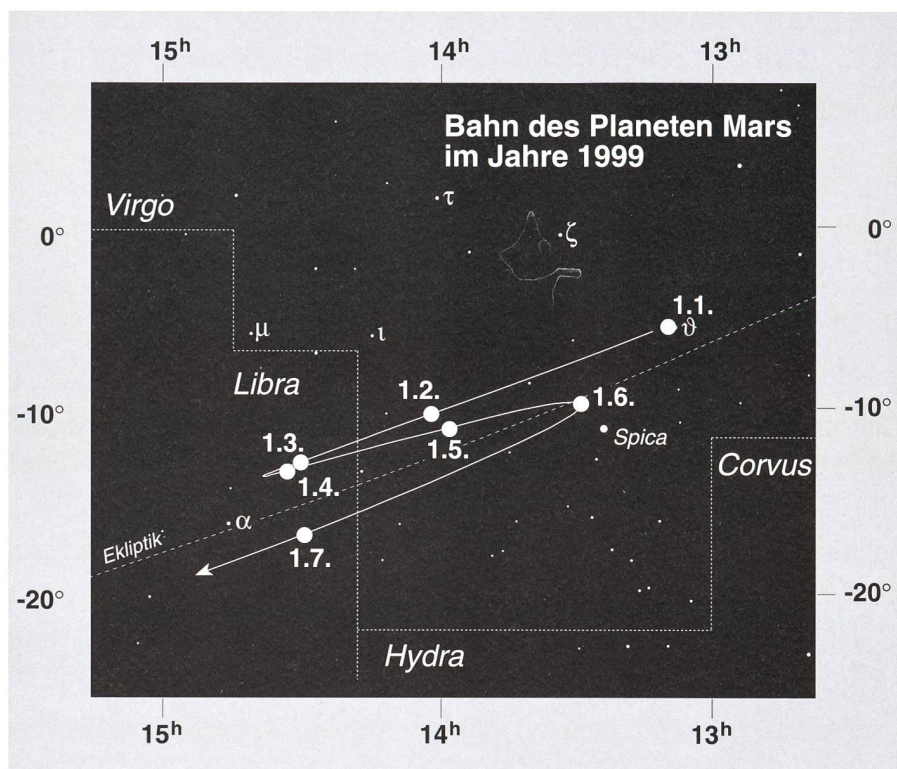 15h 14h 13h
Bahn des Planeten Mars
im Jahre 1999
τ
Virgo
0° ζ 0°
1.1.
μ ι ϑ
Libra 1.2. 1.6.
-10° -10°
1.3. 1.5. Spica
1.4. Corvus
α
Ekliptik
1.7.
-20° -20°
Hydra
15h 14h 13h